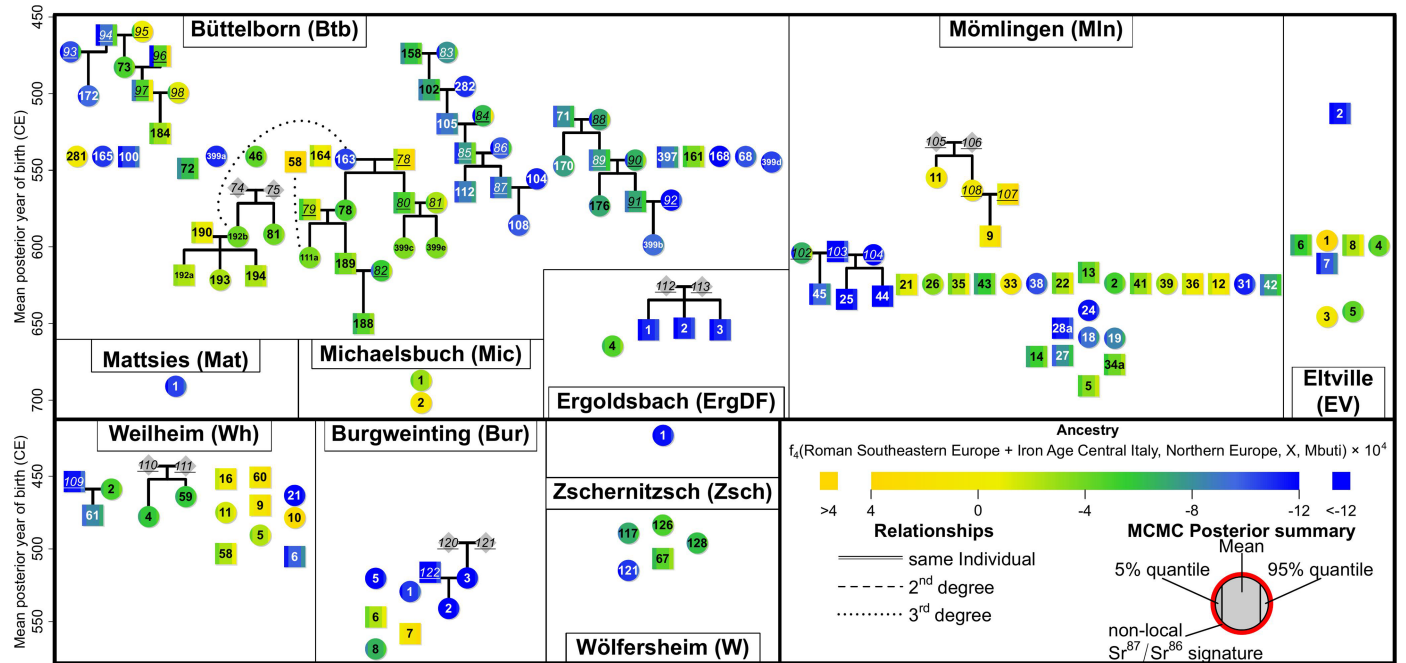 Mean posterior year of birth (CE)
450
500
550
600
650
700
Büttelborn (Btb)
94 95
93
73 96
172
97 98
184
281 165 100
72
399a
46
74 75
190
192b 81
192a 193 194
58 164 163 78
79 78
80 81
111a
189
399c 399e
82
188
158 83
102 282
105 84
85 86
112 87 104
108
71 88
170 89 90
176 91 92
399b
397 161 168 68 399d
Mömlingen (Mln)
105 106
11
108 107
9
102 103 104
45 25 44
21 26 35 43 33 38 22 13 2 41 39 36 12 31 42
24
28a 18 19
14 27 34a
5
2
6 1 8 4
7
3 5
Eltville
(EV)
Mattsies (Mat)
1
Michaelsbuch (Mic)
1
2
112 113
1 2 3
4
Ergoldsbach (ErgDF)
Mean posterior year of birth (CE)
450
500
550
Weilheim (Wh)
109 2
61
110 111
4 59
16 60
11 9
21
10
5
58
6
Burgweinting (Bur)
120 121
122 3
5
1
2
6
7
8
1
Zschernitzsch (Zsch)
117 126 128
67
121
Wölfersheim (W)
Ancestry
f4(Roman Southeastern Europe + Iron Age Central Italy, Northern Europe, X, Mbuti) × 10^4
>4 4 0 -4 -8 -12 <-12
Relationships
same Individual
2nd degree
3rd degree
MCMC Posterior summary
Mean
5% quantile
95% quantile
non-local
Sr87/Sr86 signature